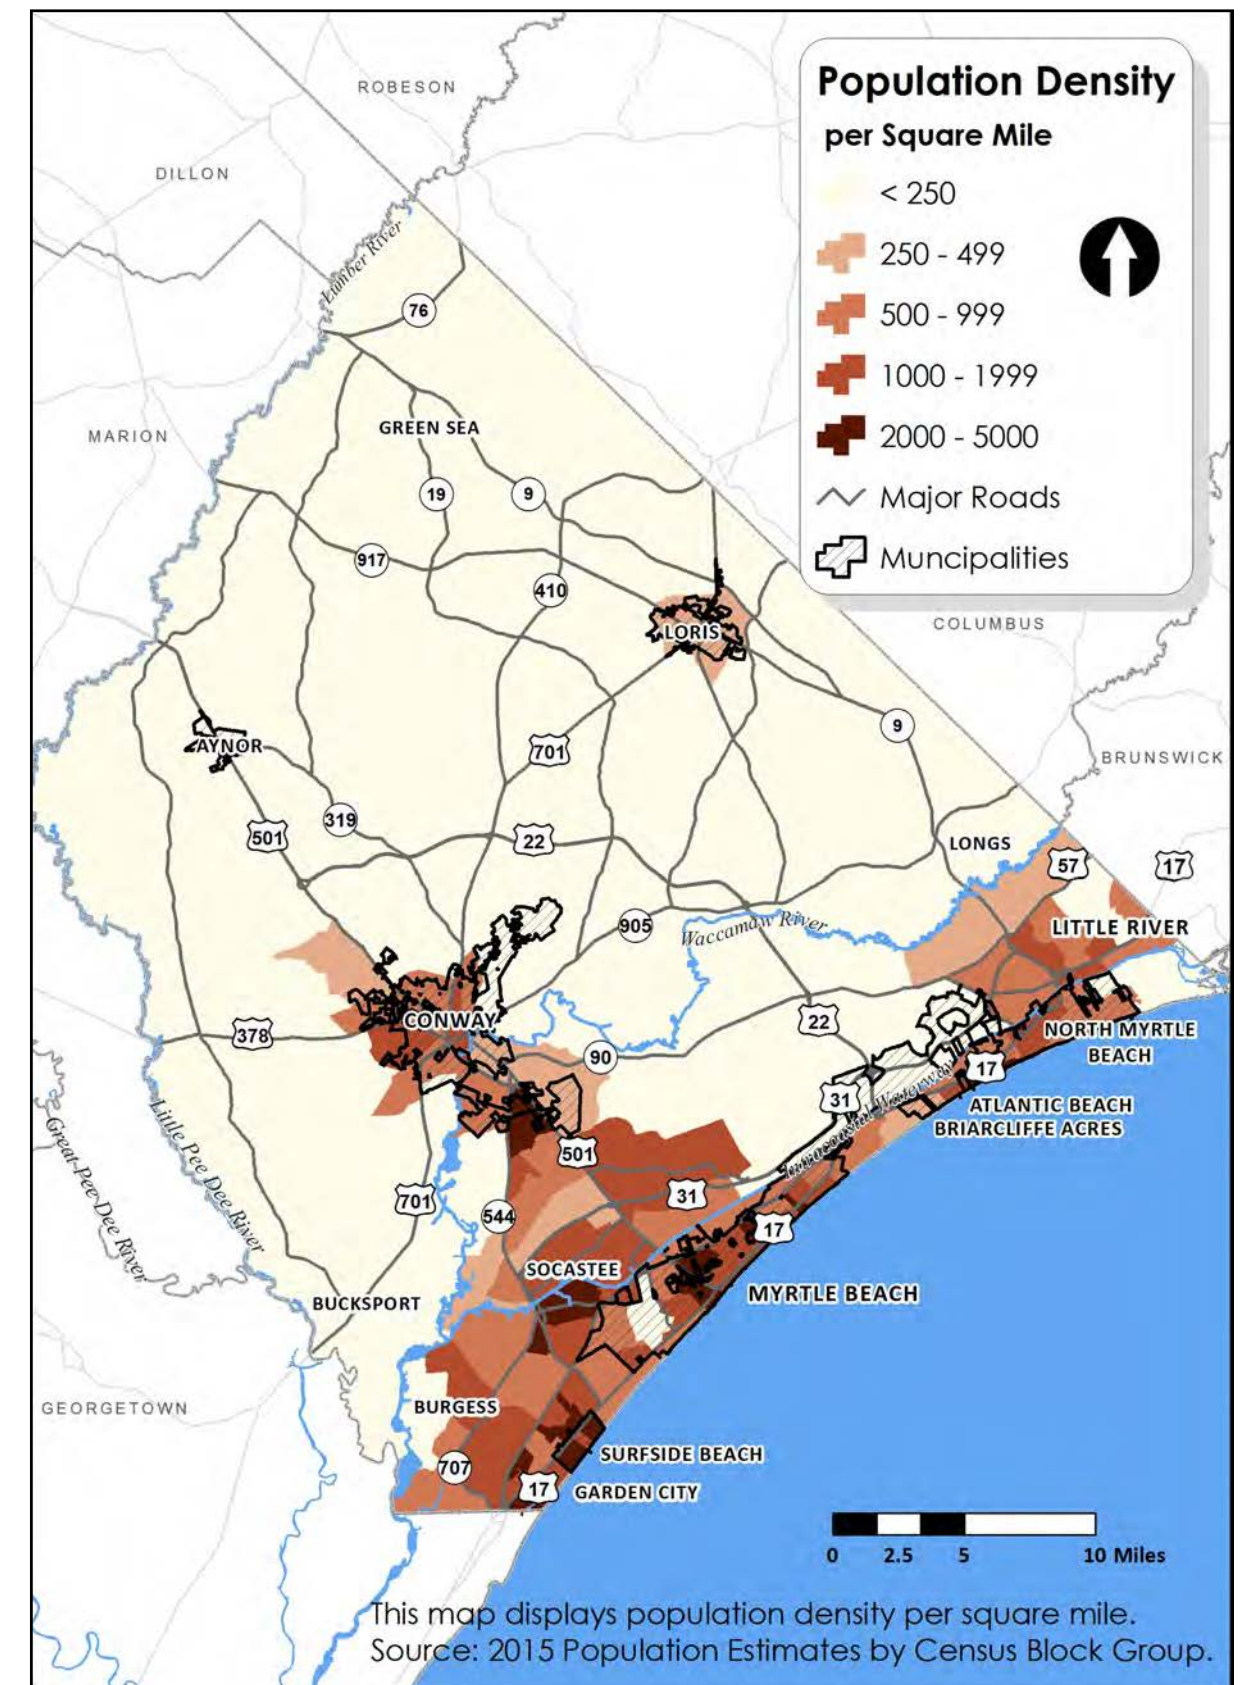 Population Density
per Square Mile
< 250
250 - 499
500 - 999
1000 - 1999
2000 - 5000
Major Roads
Muncipalities
ROBESON
DILLON
Lumber River
76
MARION
GREEN SEA
19
9
917
410
COLUMBUS
LORIS
9
AYNOR
701
BRUNSWICK
319
501
22
LONGS
57
17
905
Waccamaw River
LITTLE RIVER
CONWAY
378
22
NORTH MYRTLE
BEACH
90
17
31
Intracoastal Waterway
ATLANTIC BEACH
BRIARCLIFFE ACRES
Great Pee Dee River
Little Pee Dee River
501
701
31
544
17
SOCASTEE
MYRTLE BEACH
BUCKSPORT
GEORGETOWN
BURGESS
SURFSIDE BEACH
707
17
GARDEN CITY
0 2.5 5 10 Miles
This map displays population density per square mile.
Source: 2015 Population Estimates by Census Block Group.